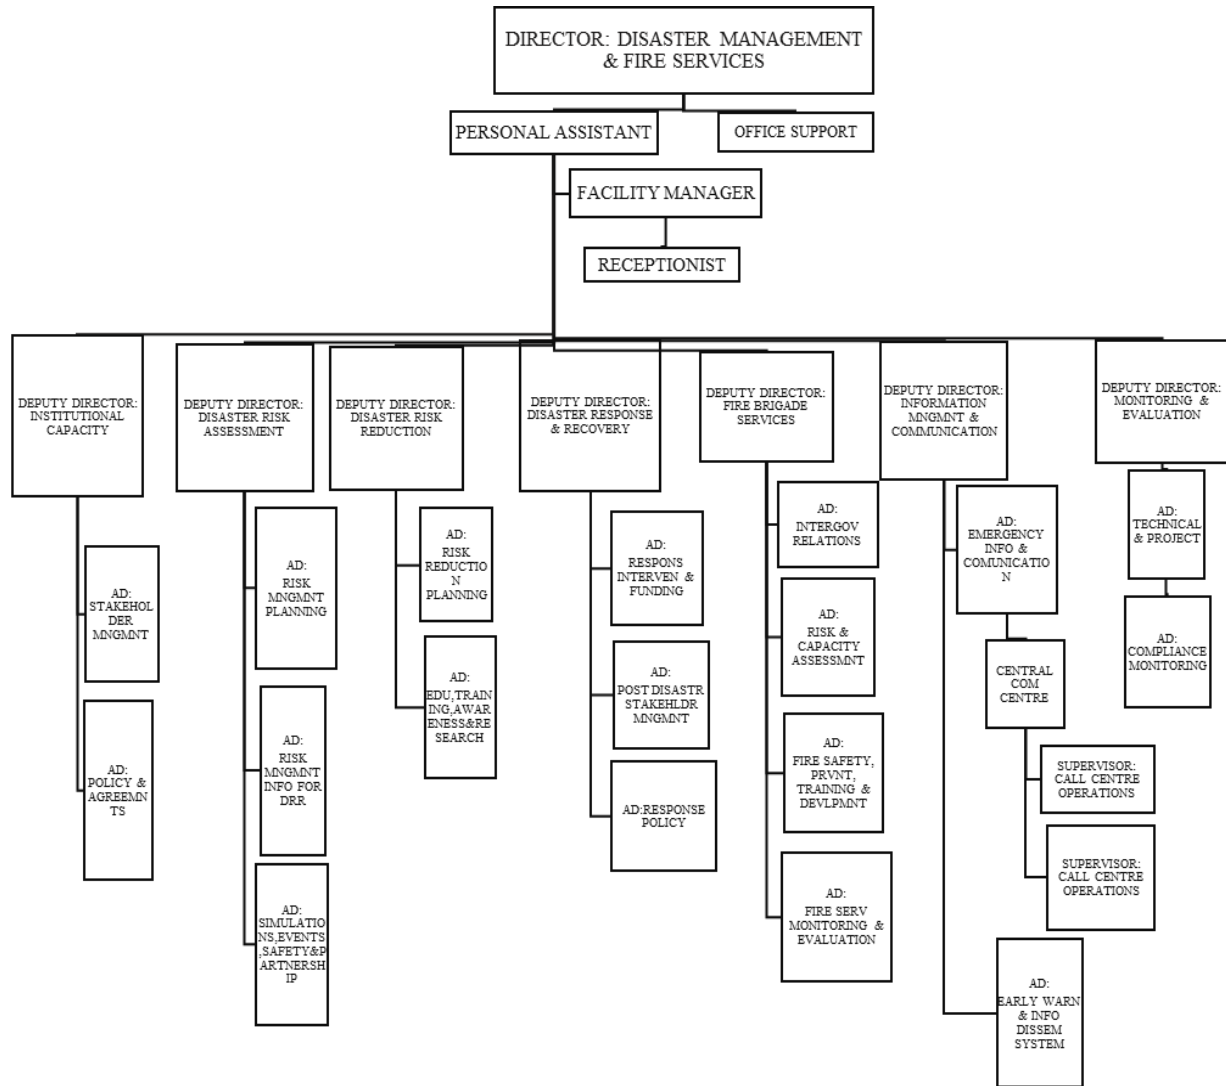 DIRECTOR: DISASTER MANAGEMENT
& FIRE SERVICES
PERSONAL ASSISTANT
OFFICE SUPPORT
FACILITY MANAGER
RECEPTIONIST
DEPUTY DIRECTOR:
INSTITUTIONAL
CAPACITY
DEPUTY DIRECTOR:
DISASTER RISK
ASSESSMENT
DEPUTY DIRECTOR:
DISASTER RISK
REDUCTION
DEPUTY DIRECTOR:
DISASTER RESPONSE
& RECOVERY
DEPUTY DIRECTOR:
FIRE BRIGADE
SERVICES
DEPUTY DIRECTOR:
INFORMATION
MNGMNT &
COMMUNICATION
DEPUTY DIRECTOR:
MONITORING &
EVALUATION
AD:
STAKEHOL
DER
MNGMNT
AD:
POLICY &
AGREEMN
TS
AD:
RISK
MNGMNT
PLANNING
AD:
RISK
MNGMNT
INFO FOR
DRR
AD:
SIMULATIO
NS,EVENTS
,SAFETY&P
ARTNERSH
IP
AD:
RISK
REDUCTIO
N
PLANNING
AD:
EDU,TRAIN
ING,AWAR
ENESS&RE
SEARCH
AD:
RESPONS
INTERVEN &
FUNDING
AD:
POST DISASTR
STAKEHLDR
MNGMNT
AD:RESPONSE
POLICY
AD:
INTERGOV
RELATIONS
AD:
RISK &
CAPACITY
ASSESSMNT
AD:
FIRE SAFETY,
PRVNT,
TRAINING &
DEVLPMNT
AD:
FIRE SERV
MONITORING &
EVALUATION
AD:
EMERGENCY
INFO &
COMUNICATIO
N
CENTRAL
COM
CENTRE
SUPERVISOR:
CALL CENTRE
OPERATIONS
SUPERVISOR:
CALL CENTRE
OPERATIONS
AD:
EARLY WARN
& INFO
DISSEM
SYSTEM
AD:
TECHNICAL
& PROJECT
AD:
COMPLIANCE
MONITORING